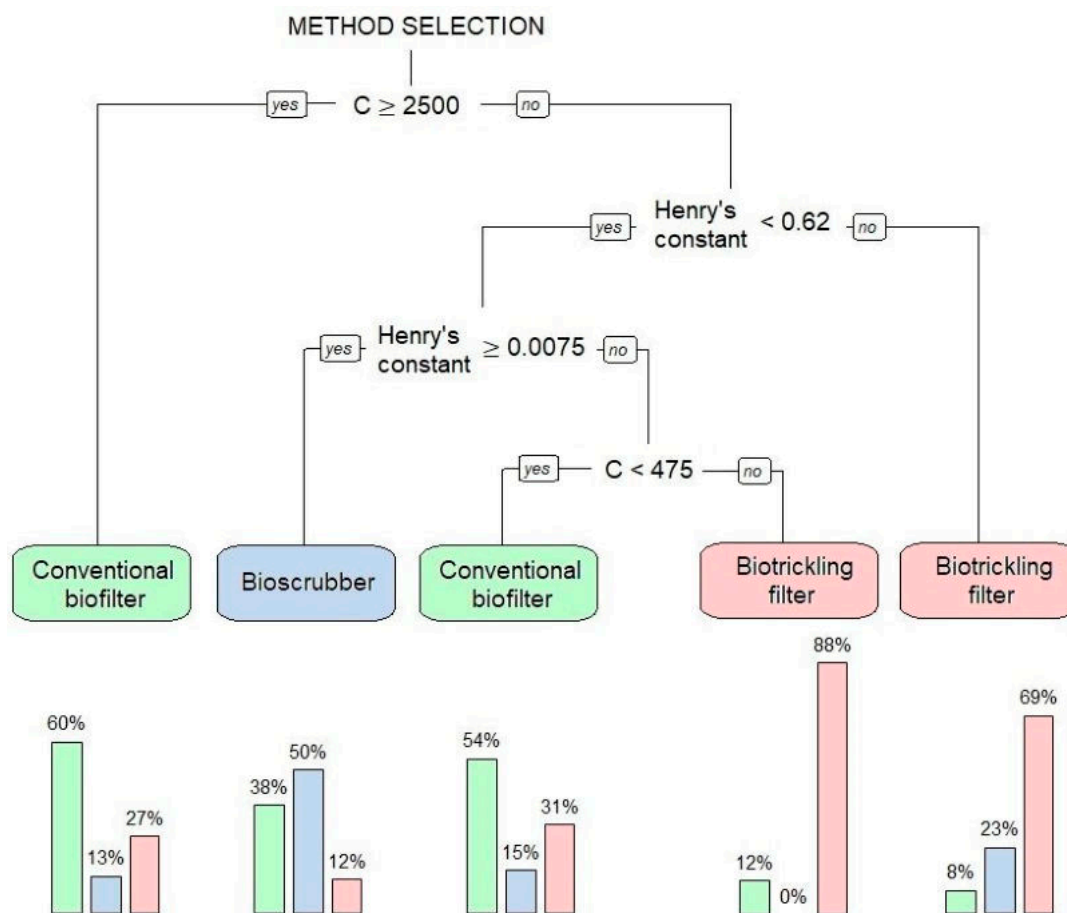 METHOD SELECTION
yes
C ≥ 2500
no
yes
Henry's
constant
< 0.62
no
yes
Henry's
constant
≥ 0.0075
no
yes
C < 475
no
Conventional
biofilter
Bioscrubber
Conventional
biofilter
Biotrickling
filter
Biotrickling
filter
60%
13%
27%
38%
50%
12%
54%
15%
31%
12%
0%
88%
8%
23%
69%